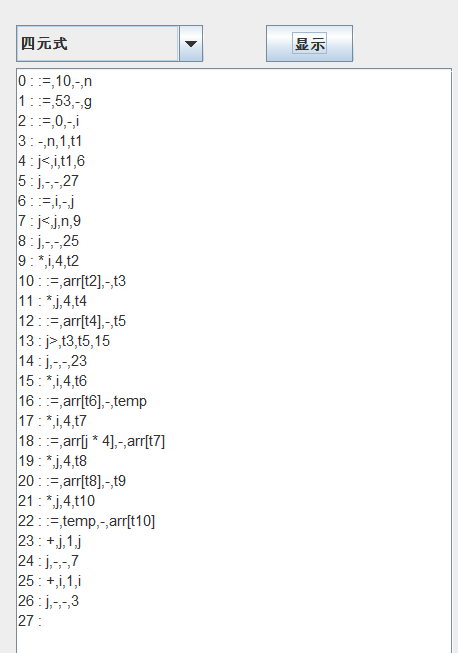 四元式
显示
0 : :=,10,-,n
1 : :=,53,-,g
2 : :=,0,-,i
3 : -,n,1,t1
4 : j<,i,t1,6
5 : j,-,-,27
6 : :=,i,-,j
7 : j<,j,n,9
8 : j,-,-,25
9 : *,i,4,t2
10 : :=,arr[t2],-,t3
11 : *,j,4,t4
12 : :=,arr[t4],-,t5
13 : j>,t3,t5,15
14 : j,-,-,23
15 : *,i,4,t6
16 : :=,arr[t6],-,temp
17 : *,i,4,t7
18 : :=,arr[j * 4],-,arr[t7]
19 : *,j,4,t8
20 : :=,arr[t8],-,t9
21 : *,j,4,t10
22 : :=,temp,-,arr[t10]
23 : +,j,1,j
24 : j,-,-,7
25 : +,i,1,i
26 : j,-,-,3
27 :